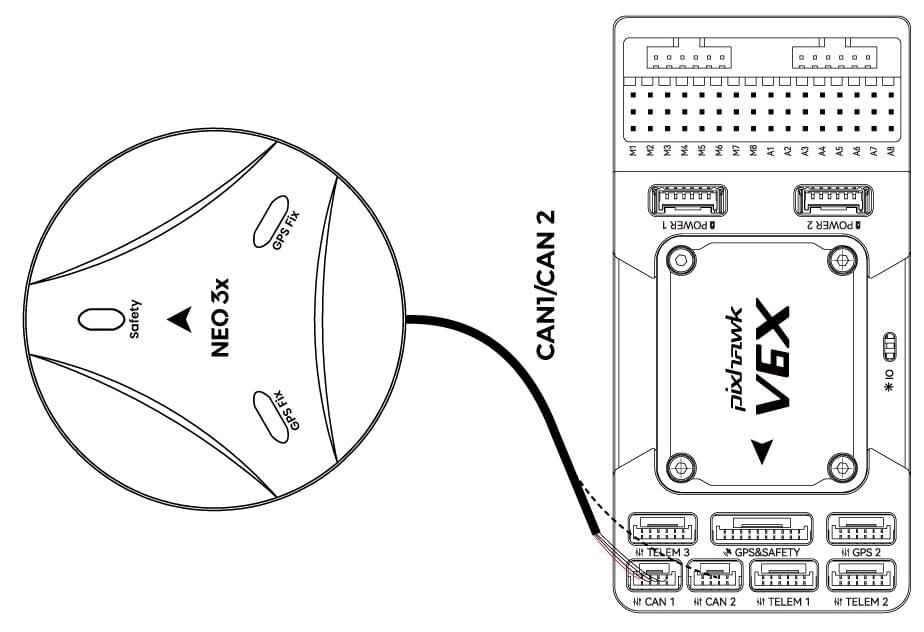 GPS Fix
Safety
NEO 3x
GPS Fix
CAN1/CAN 2
M1 M2 M3 M4 M5 M6 M7 M8 A1 A2 A3 A4 A5 A6 A7 A8
POWER 1
POWER 2
pixhawk
V6X
IO
TELEM 3
GPS&SAFETY
GPS 2
CAN 1
CAN 2
TELEM 1
TELEM 2